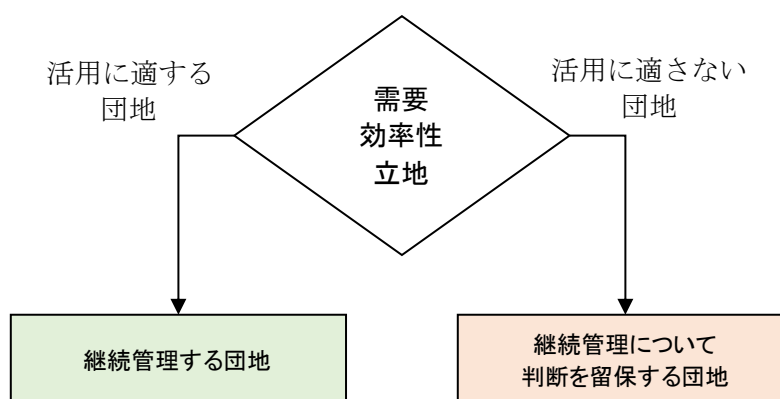 活用に適する
団地
需要
効率性
立地
活用に適さない
団地
継続管理する団地
継続管理について
判断を留保する団地